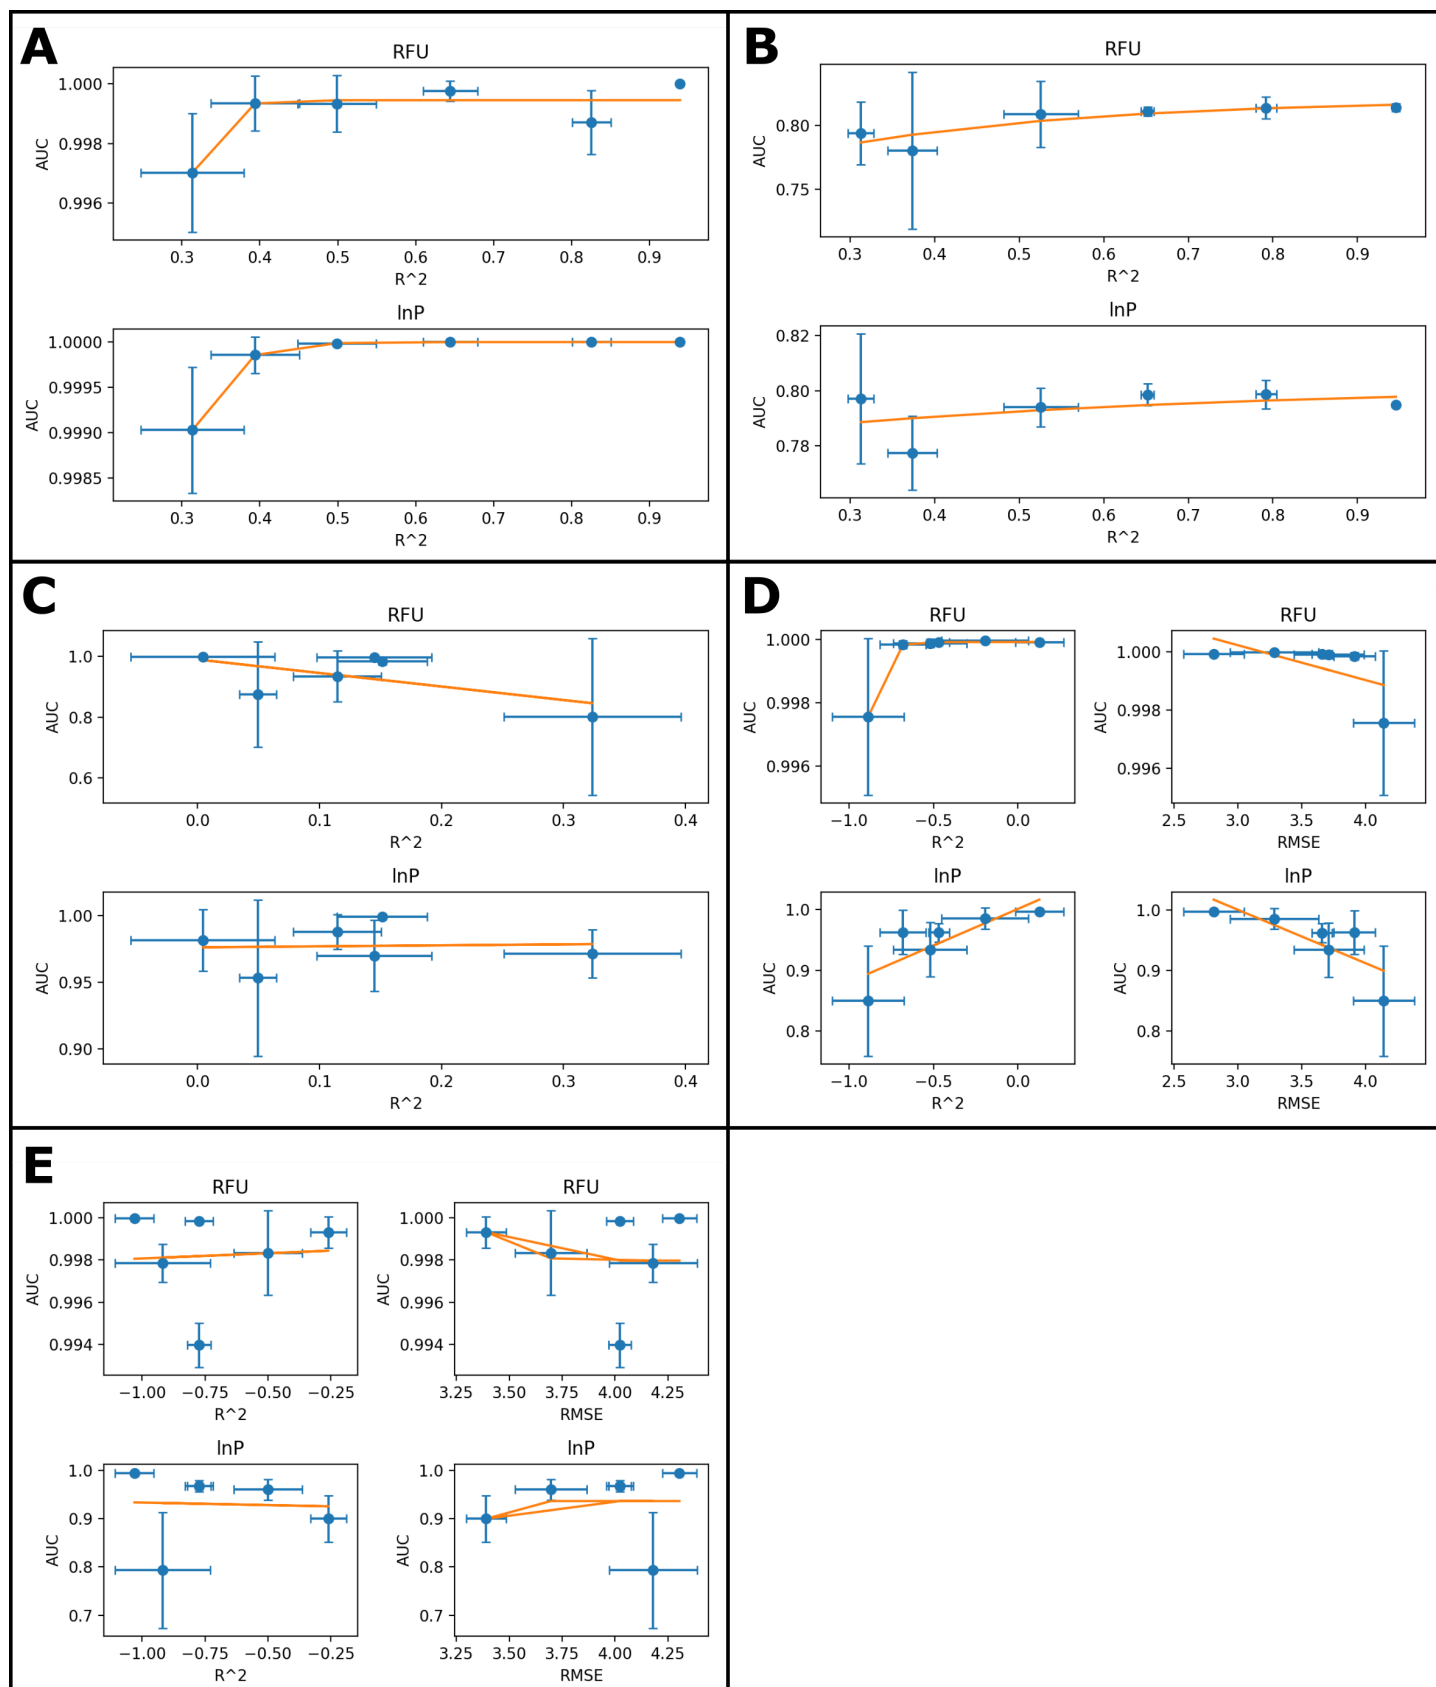 A
RFU
1.000
0.998
0.996
AUC
0.3 0.4 0.5 0.6 0.7 0.8 0.9
R^2
lnP
1.0000
0.9995
0.9990
0.9985
AUC
0.3 0.4 0.5 0.6 0.7 0.8 0.9
R^2
B
RFU
0.80
0.75
AUC
0.3 0.4 0.5 0.6 0.7 0.8 0.9
R^2
lnP
0.82
0.80
0.78
AUC
0.3 0.4 0.5 0.6 0.7 0.8 0.9
R^2
C
RFU
1.0
0.8
0.6
AUC
0.0 0.1 0.2 0.3 0.4
R^2
lnP
1.00
0.95
0.90
AUC
0.0 0.1 0.2 0.3 0.4
R^2
D
RFU
1.000
0.998
0.996
AUC
−1.0 −0.5 0.0
R^2
RFU
1.000
0.998
0.996
AUC
2.5 3.0 3.5 4.0
RMSE
lnP
1.0
0.9
0.8
AUC
−1.0 −0.5 0.0
R^2
lnP
1.0
0.9
0.8
AUC
2.5 3.0 3.5 4.0
RMSE
E
RFU
1.000
0.998
0.996
0.994
AUC
−1.00 −0.75 −0.50 −0.25
R^2
RFU
1.000
0.998
0.996
0.994
AUC
3.25 3.50 3.75 4.00 4.25
RMSE
lnP
1.0
0.9
0.8
0.7
AUC
−1.00 −0.75 −0.50 −0.25
R^2
lnP
1.0
0.9
0.8
0.7
AUC
3.25 3.50 3.75 4.00 4.25
RMSE